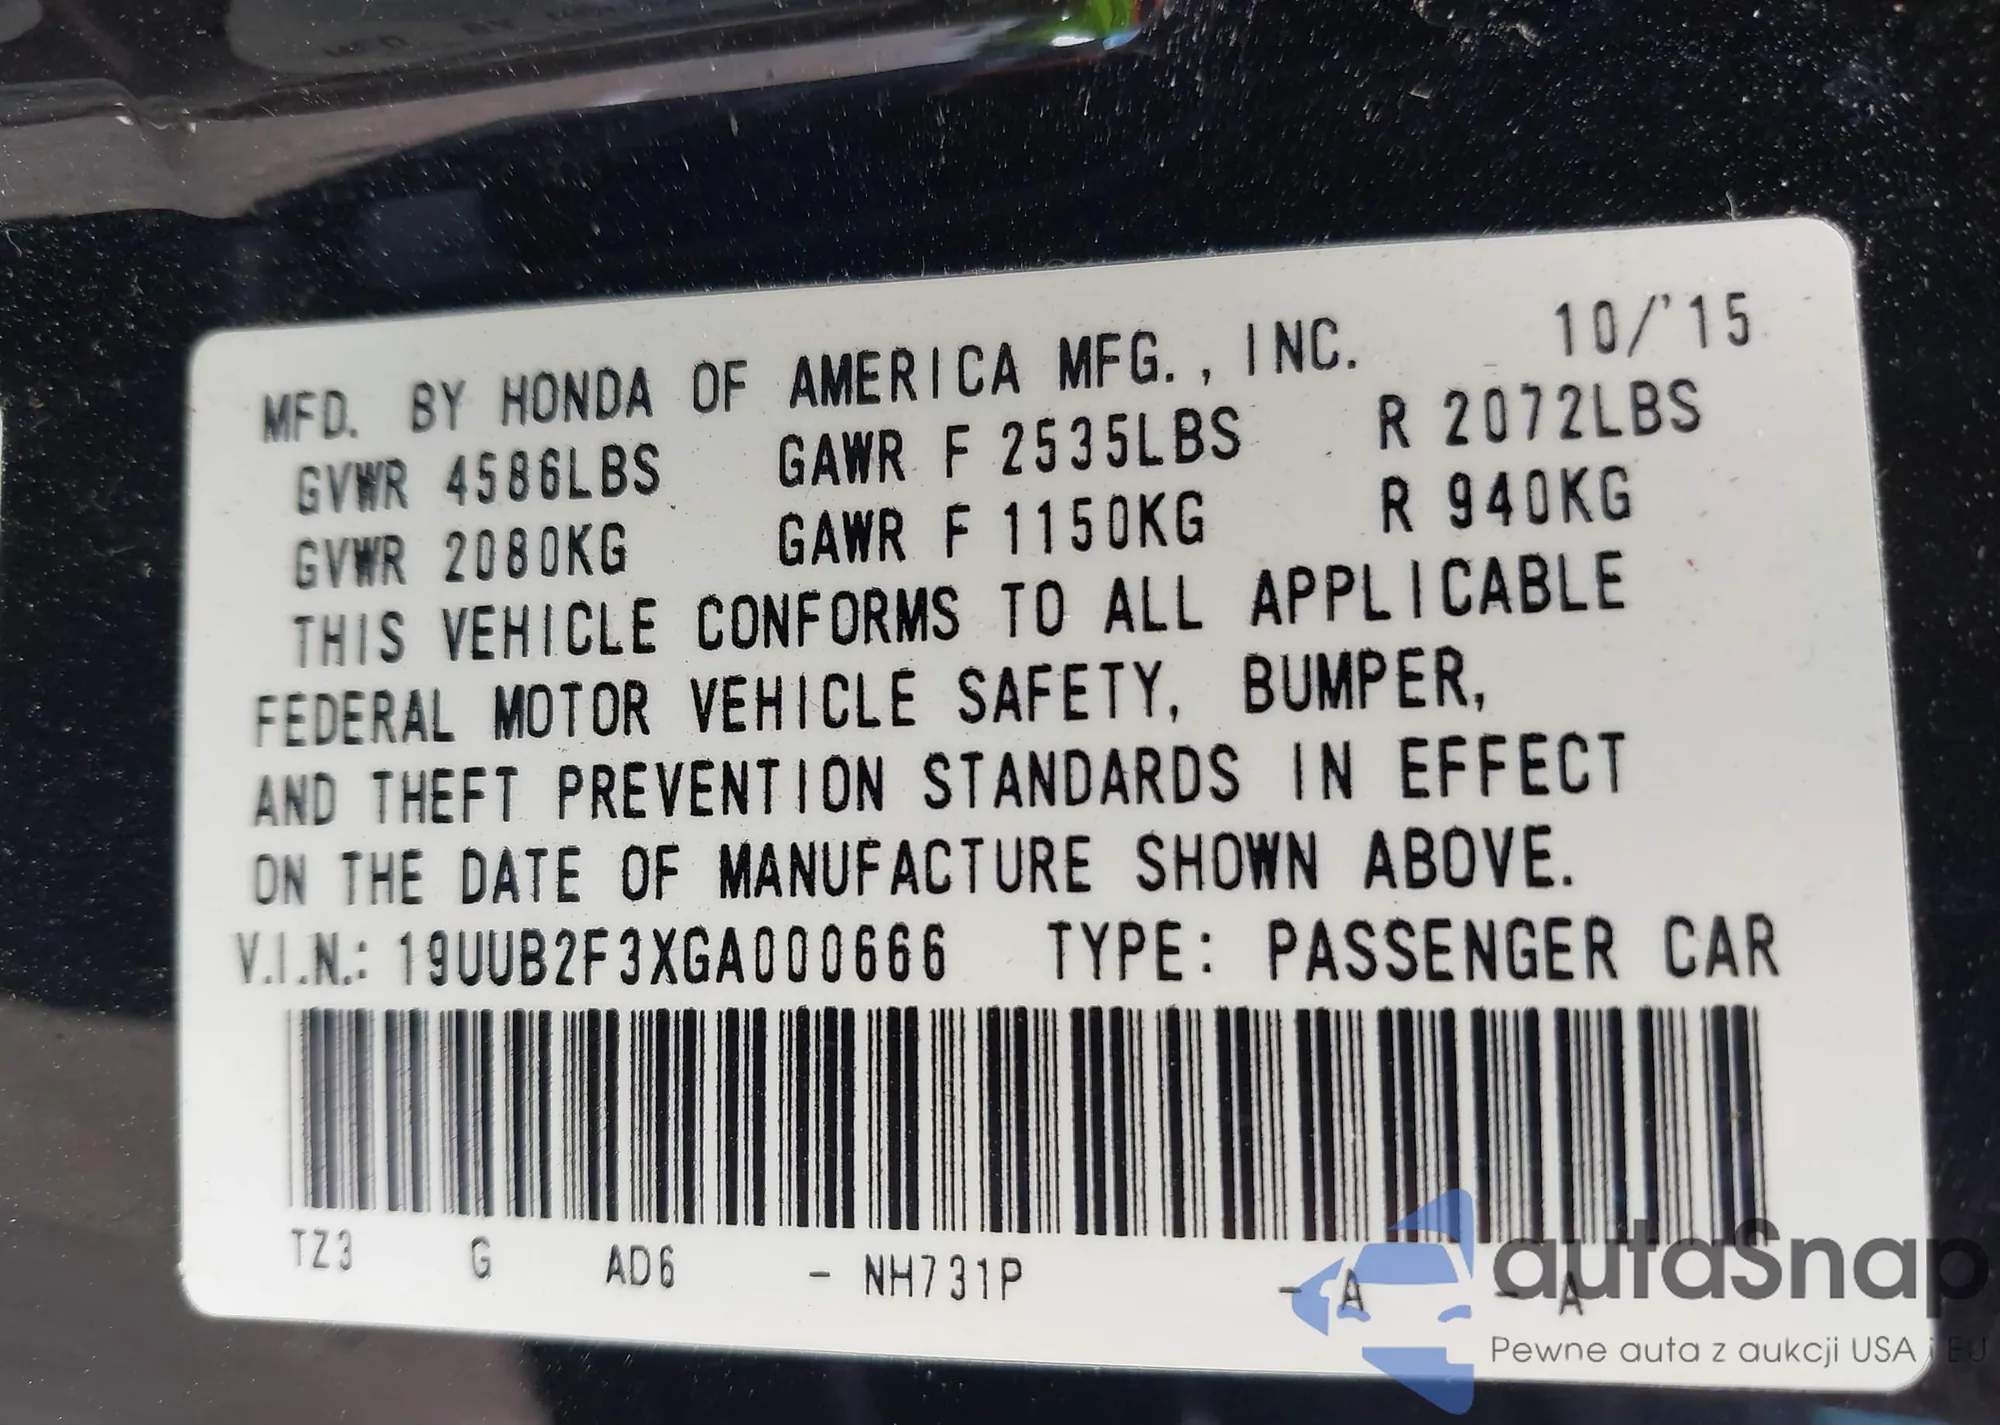 MFD. BY HONDA OF AMERICA MFG., INC. 10/'15
GVWR 4586LBS GAWR F 2535LBS R 2072LBS
GVWR 2080KG GAWR F 1150KG R 940KG
THIS VEHICLE CONFORMS TO ALL APPLICABLE
FEDERAL MOTOR VEHICLE SAFETY, BUMPER,
AND THEFT PREVENTION STANDARDS IN EFFECT
ON THE DATE OF MANUFACTURE SHOWN ABOVE.
V.I.N.: 19UUB2F3XGA000666 TYPE: PASSENGER CAR
TZ3 G AD6 - NH731P - A - A
autaSnap
Pewne auta z aukcji USA i EU